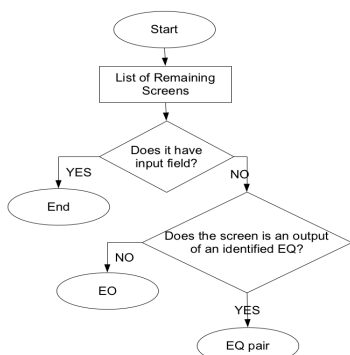 Start
List of Remaining
Screens
Does it have
input field?
YES
NO
End
Does the screen is an output
of an identified EQ?
NO
EO
YES
EQ pair